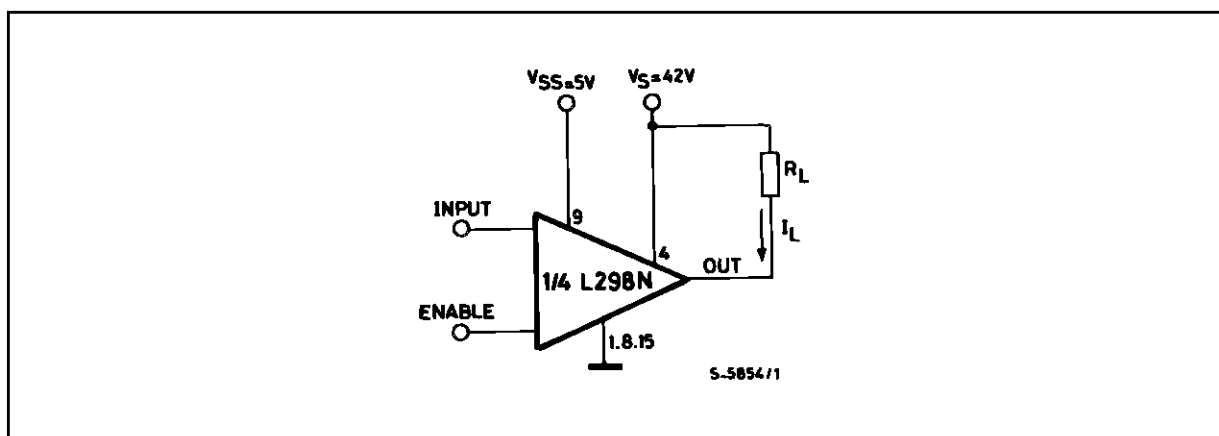 VSS=5V
VS=42V
RL
INPUT
9
IL
4
OUT
1/4 L298N
ENABLE
1.8.15
S-5854/1